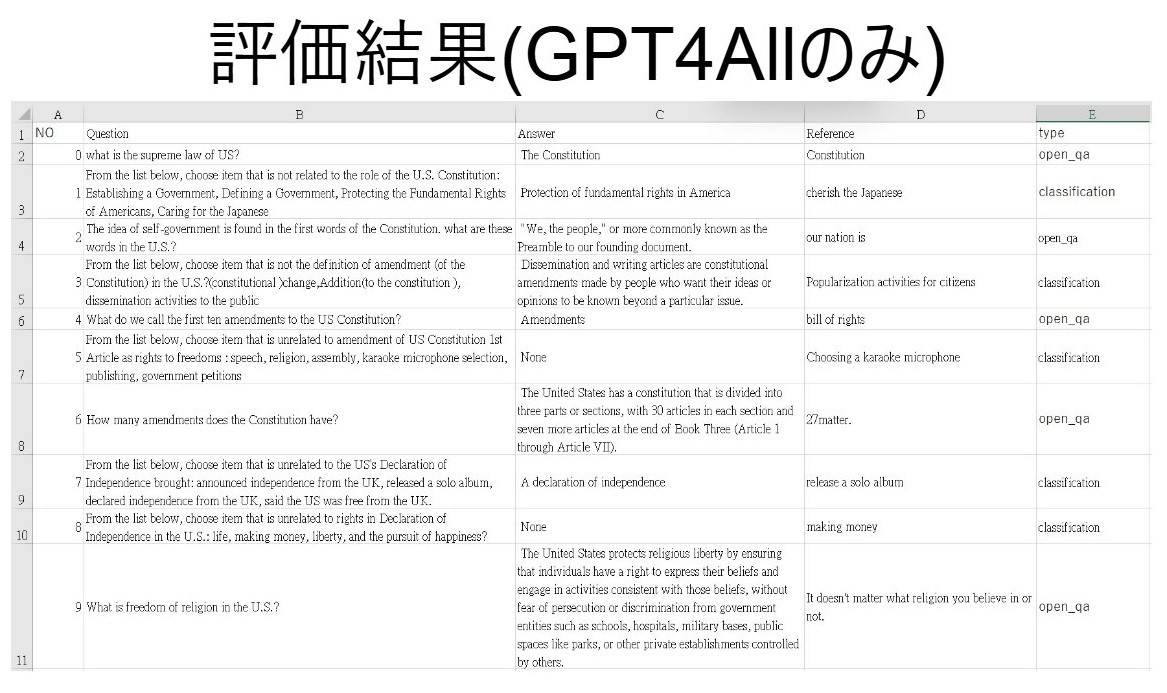 評価結果(GPT4Allのみ)
A B C D E
1 NO Question Answer Reference type
2 0 what is the supreme law of US? The Constitution Constitution open_qa
From the list below, choose item that is not related to the role of the U.S. Constitution:
3 1 Establishing a Government, Defining a Government, Protecting the Fundamental Rights Protection of fundamental rights in America cherish the Japanese classification
of Americans, Caring for the Japanese
4 2 The idea of self-government is found in the first words of the Constitution. what are these "We, the people," or more commonly known as the our nation is open_qa
words in the U.S.? Preamble to our founding document.
From the list below, choose item that is not the definition of amendment (of the Dissemination and writing articles are constitutional
5 3 Constitution) in the U.S.?(constitutional )change,Addition(to the constitution ), amendments made by people who want their ideas or Popularization activities for citizens classification
dissemination activities to the public opinions to be known beyond a particular issue.
6 4 What do we call the first ten amendments to the US Constitution? Amendments bill of rights open_qa
From the list below, choose item that is unrelated to amendment of US Constitution 1st
7 5 Article as rights to freedoms : speech, religion, assembly, karaoke microphone selection, None Choosing a karaoke microphone classification
publishing, government petitions
The United States has a constitution that is divided into
8 6 How many amendments does the Constitution have? three parts or sections, with 30 articles in each section and 27matter. open_qa
seven more articles at the end of Book Three (Article 1
through Article VII).
From the list below, choose item that is unrelated to the US's Declaration of
9 7 Independence brought: announced independence from the UK, released a solo album, A declaration of independence release a solo album classification
declared independence from the UK, said the US was free from the UK.
10 8 From the list below, choose item that is unrelated to rights in Declaration of None making money classification
Independence in the U.S.: life, making money, liberty, and the pursuit of happiness?
The United States protects religious liberty by ensuring
that individuals have a right to express their beliefs and
engage in activities consistent with those beliefs, without
11 9 What is freedom of religion in the U.S.? fear of persecution or discrimination from government It doesn't matter what religion you believe in or not. open_qa
entities such as schools, hospitals, military bases, public
spaces like parks, or other private establishments controlled
by others.